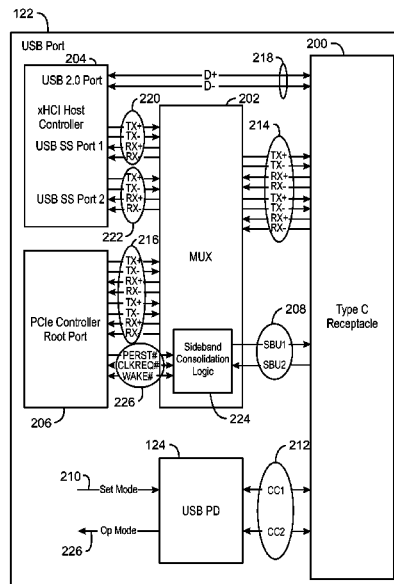 122
USB Port
204
200
USB 2.0 Port
D+
D-
218
xHCI Host
Controller
220
202
214
USB SS Port 1
TX+
TX-
RX+
RX-
TX+
TX-
RX+
RX-
TX+
TX-
RX+
RX-
USB SS Port 2
TX+
TX-
RX+
RX-
222
216
MUX
PCIe Controller
Root Port
TX+
TX-
RX+
RX-
TX+
TX-
RX+
RX-
Type C
Receptacle
208
PERST#
CLKREQ#
WAKE#
Sideband
Consolidation
Logic
SBU1
SBU2
206
226
224
124
212
210
Set Mode
USB PD
CC1
Op Mode
CC2
226